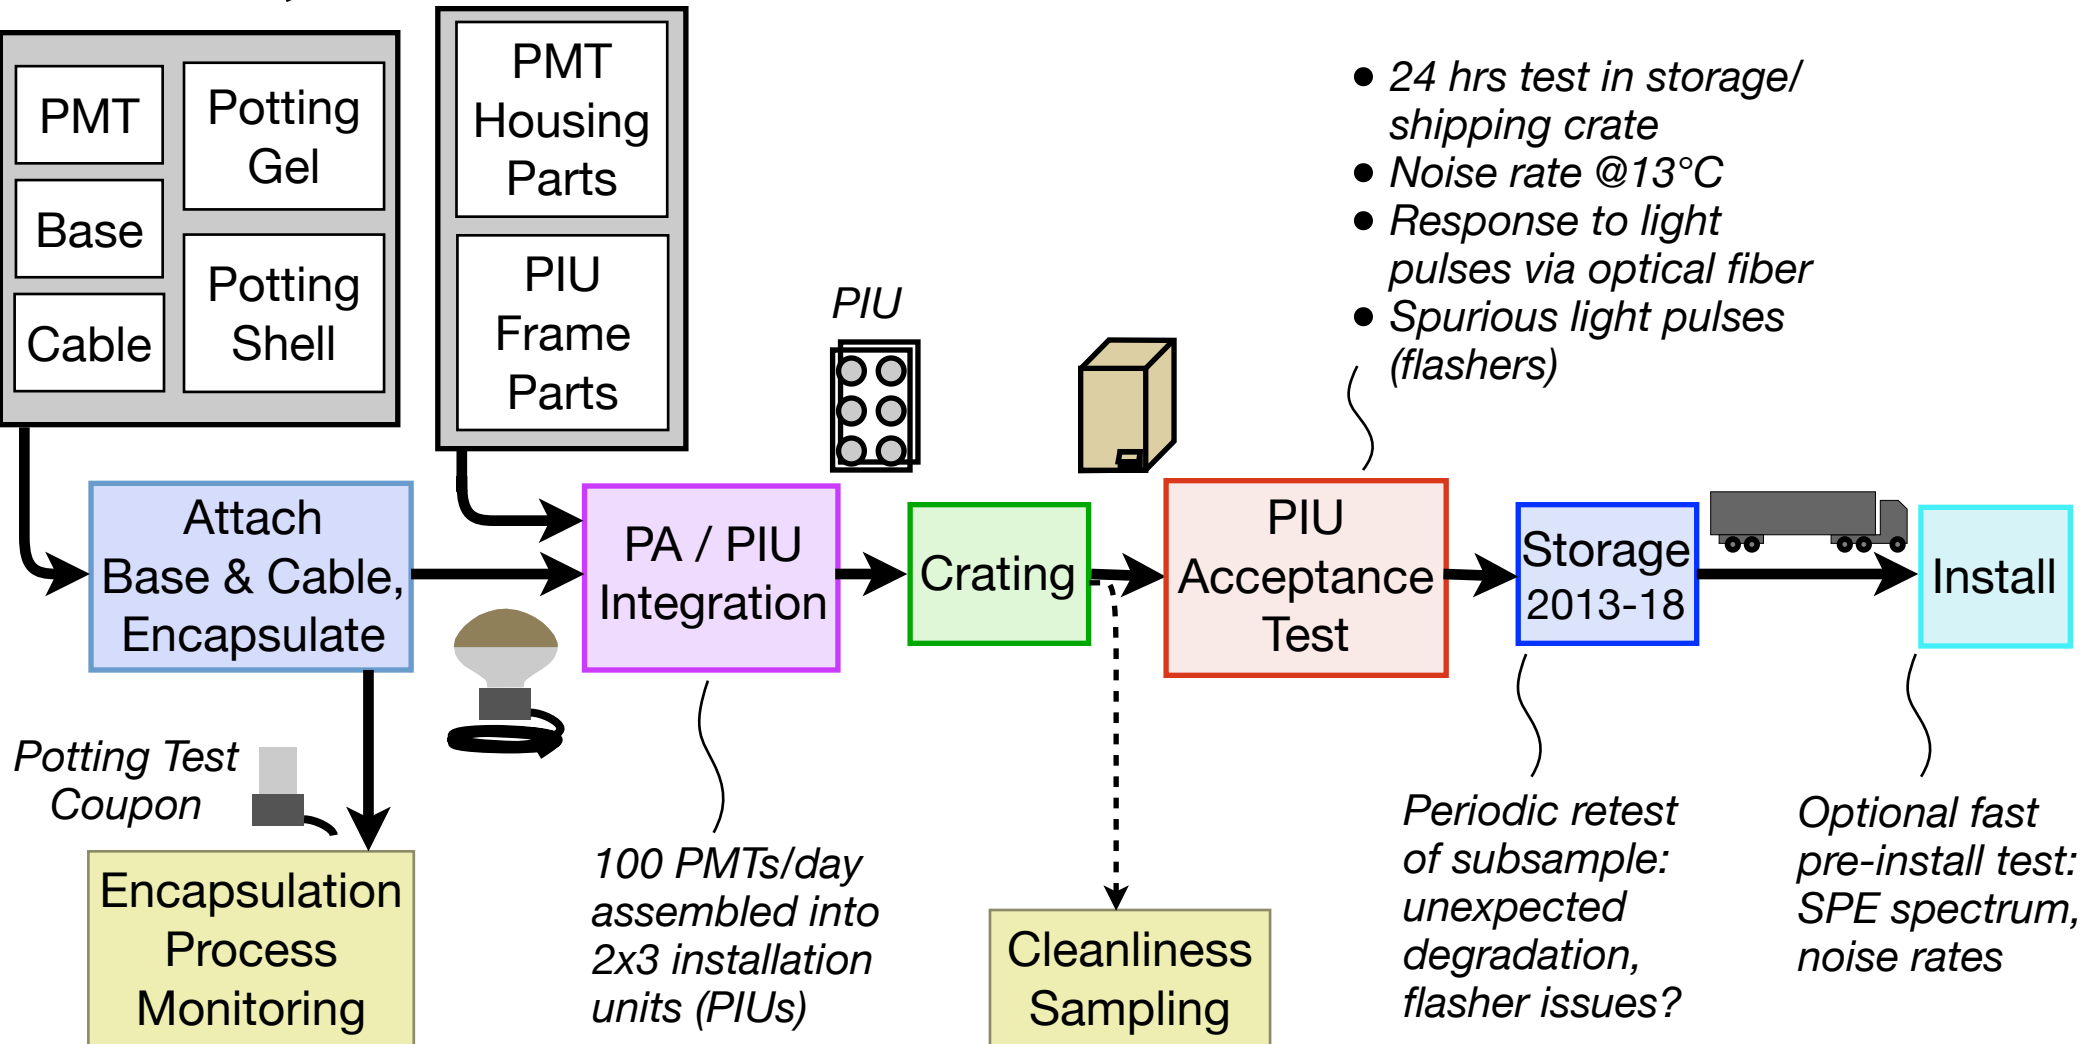 PMT
Base
Cable
Potting
Gel
Potting
Shell
PMT
Housing
Parts
PIU
Frame
Parts
PIU
● 24 hrs test in storage/
shipping crate
● Noise rate @13°C
● Response to light
pulses via optical fiber
● Spurious light pulses
(flashers)
Attach
Base & Cable,
Encapsulate
PA / PIU
Integration
Crating
PIU
Acceptance
Test
Storage
2013-18
Install
Potting Test
Coupon
Encapsulation
Process
Monitoring
100 PMTs/day
assembled into
2x3 installation
units (PIUs)
Cleanliness
Sampling
Periodic retest
of subsample:
unexpected
degradation,
flasher issues?
Optional fast
pre-install test:
SPE spectrum,
noise rates